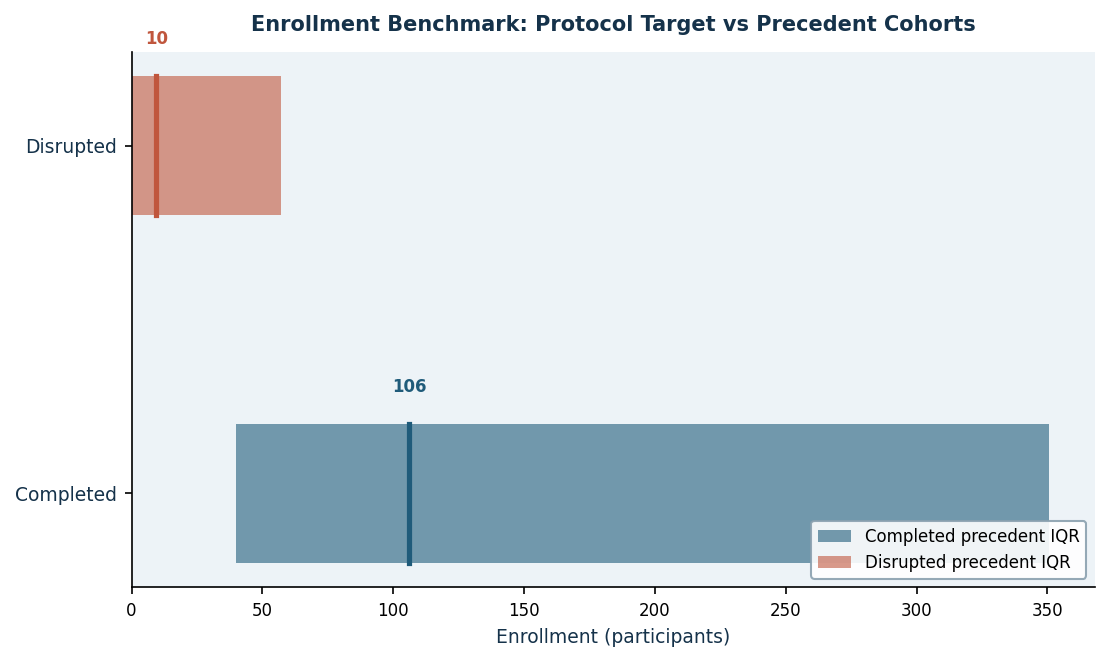 Enrollment Benchmark: Protocol Target vs Precedent Cohorts
10
Disrupted
106
Completed
Completed precedent IQR
Disrupted precedent IQR
0 50 100 150 200 250 300 350
Enrollment (participants)